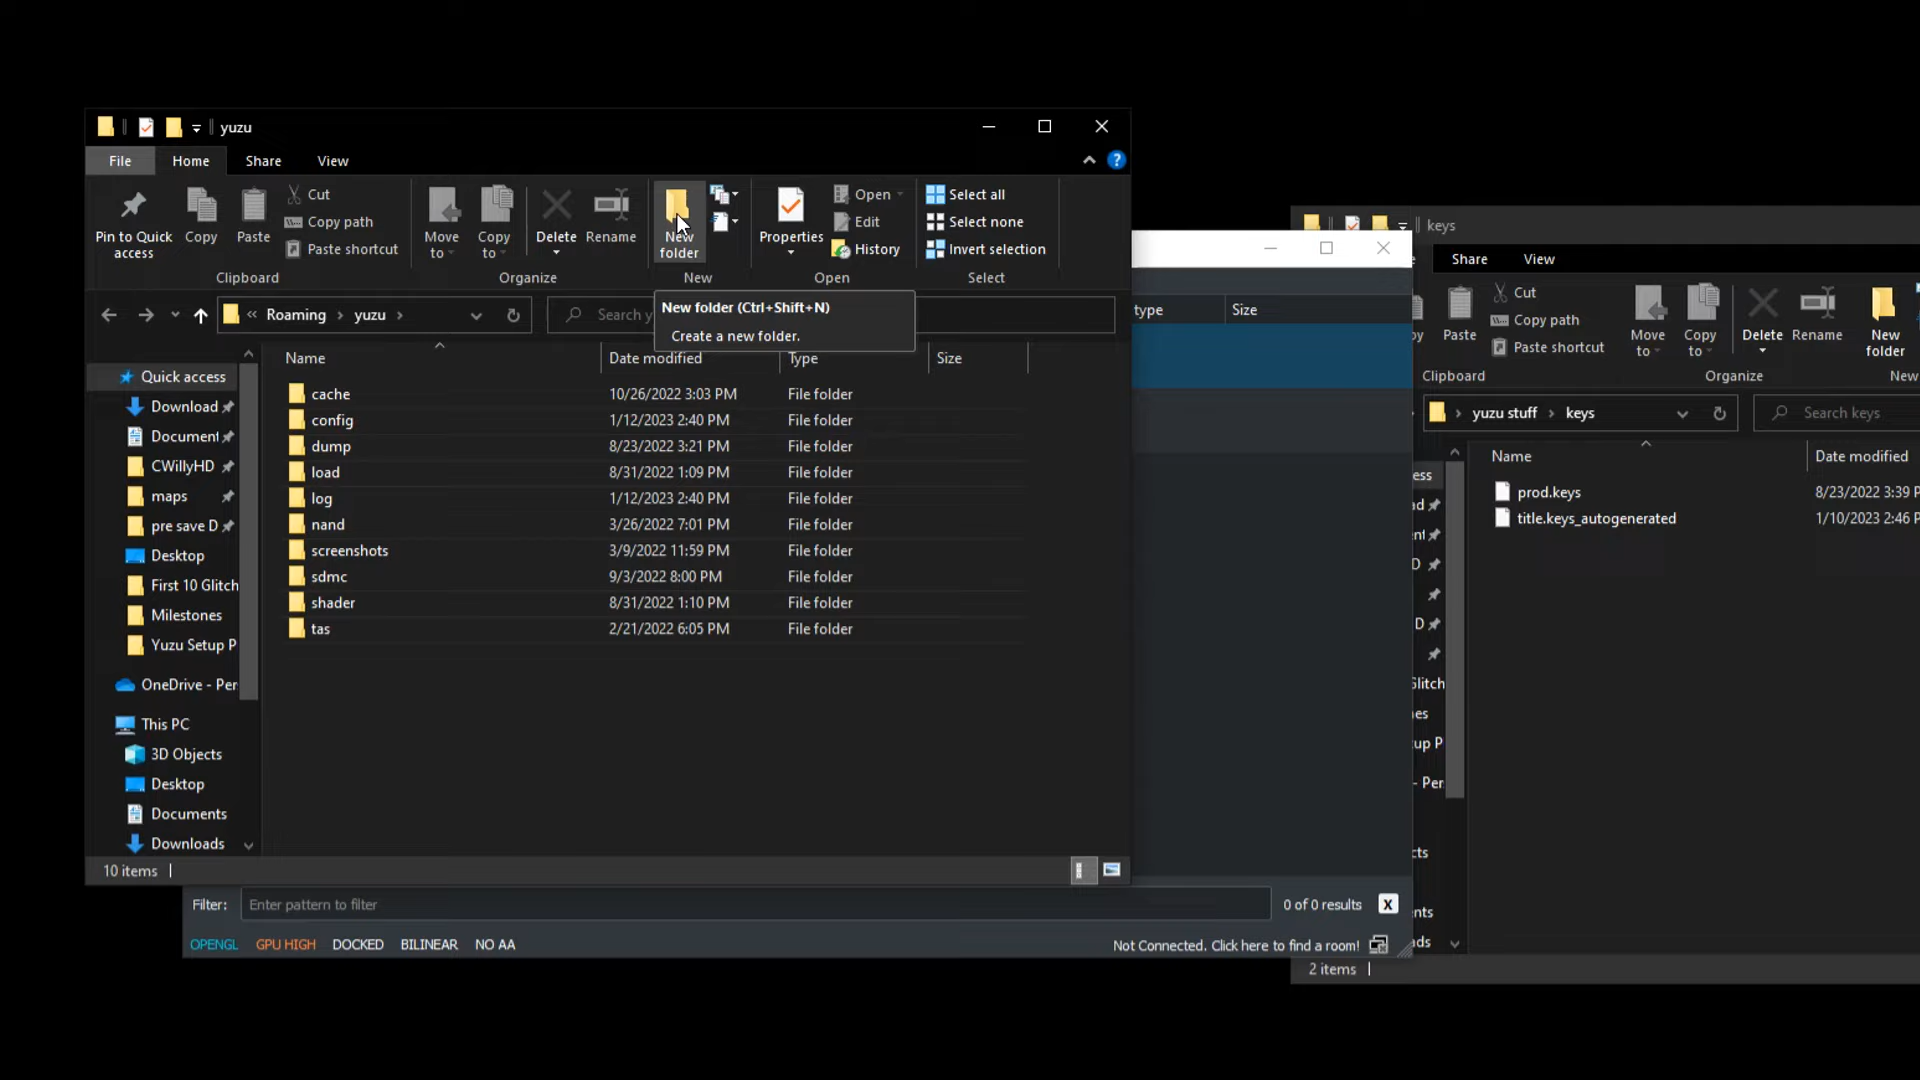 yuzu
File
Home
Share
View
Pin to Quick access
Copy
Paste
Cut
Copy path
Paste shortcut
Clipboard
Move to
Copy to
Delete
Rename
Organize
New folder
New
Properties
Open
Edit
History
Open
Select all
Select none
Invert selection
Select
New folder (Ctrl+Shift+N)
Create a new folder.
« Roaming › yuzu ›
Search y
Name
Date modified
Type
Size
Quick access
Download
Document
CWillyHD
maps
pre save D
Desktop
First 10 Glitch
Milestones
Yuzu Setup P
OneDrive - Per
This PC
3D Objects
Desktop
Documents
Downloads
cache 10/26/2022 3:03 PM File folder
config 1/12/2023 2:40 PM File folder
dump 8/23/2022 3:21 PM File folder
load 8/31/2022 1:09 PM File folder
log 1/12/2023 2:40 PM File folder
nand 3/26/2022 7:01 PM File folder
screenshots 3/9/2022 11:59 PM File folder
sdmc 9/3/2022 8:00 PM File folder
shader 8/31/2022 1:10 PM File folder
tas 2/21/2022 6:05 PM File folder
10 items
type
Size
Filter:
Enter pattern to filter
0 of 0 results
X
OPENGL GPU HIGH DOCKED BILINEAR NO AA
Not Connected. Click here to find a room!
keys
Share
View
Paste
Cut
Copy path
Paste shortcut
Clipboard
Move to
Copy to
Delete
Rename
Organize
New folder
New
› yuzu stuff › keys
Search keys
Name
Date modified
prod.keys 8/23/2022 3:39 P
title.keys_autogenerated 1/10/2023 2:46 P
ess
D
D
Glitch
up P
- Per
cts
nts
ds
2 items